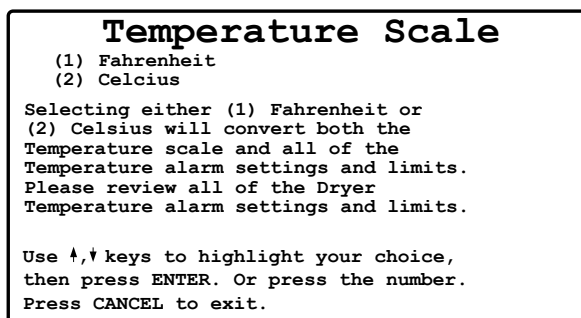 Temperature Scale
(1) Fahrenheit
(2) Celcius
Selecting either (1) Fahrenheit or
(2) Celsius will convert both the
Temperature scale and all of the
Temperature alarm settings and limits.
Please review all of the Dryer
Temperature alarm settings and limits.
Use ↑,↓ keys to highlight your choice,
then press ENTER. Or press the number.
Press CANCEL to exit.